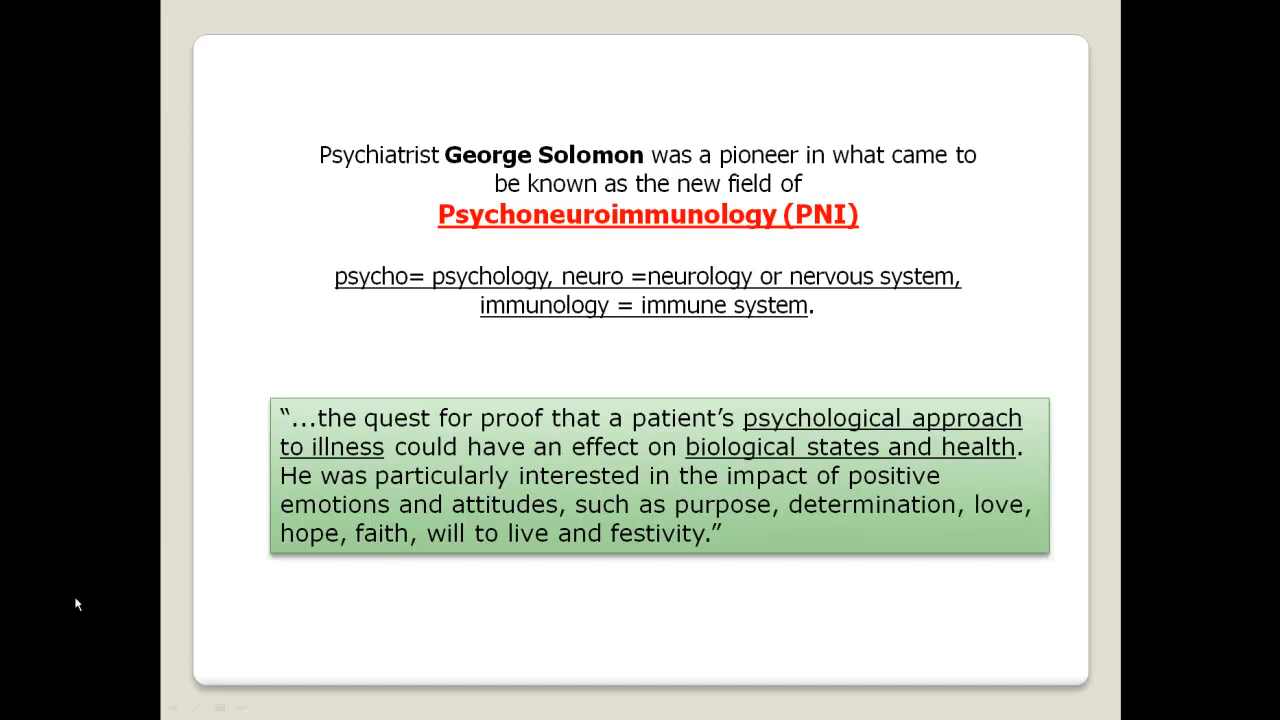 Psychiatrist George Solomon was a pioneer in what came to
be known as the new field of
Psychoneuroimmunology (PNI)
psycho= psychology, neuro =neurology or nervous system,
immunology = immune system.
“…the quest for proof that a patient’s psychological approach
to illness could have an effect on biological states and health.
He was particularly interested in the impact of positive
emotions and attitudes, such as purpose, determination, love,
hope, faith, will to live and festivity.”